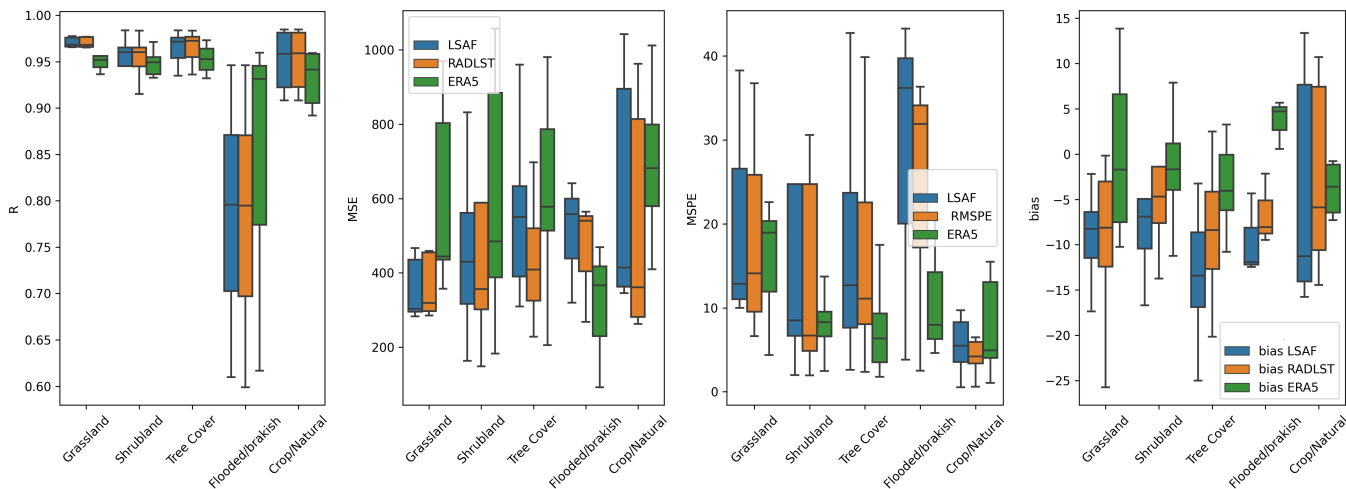 R
1.00
0.95
0.90
0.85
0.80
0.75
0.70
0.65
0.60
Grassland
Shrubland
Tree Cover
Flooded/brakish
Crop/Natural
MSE
1000
800
600
400
200
LSAF
RADLST
ERA5
Grassland
Shrubland
Tree Cover
Flooded/brakish
Crop/Natural
MSPE
40
30
20
10
0
LSAF
RMSPE
ERA5
Grassland
Shrubland
Tree Cover
Flooded/brakish
Crop/Natural
bias
15
10
5
0
−5
−10
−15
−20
−25
bias LSAF
bias RADLST
bias ERA5
Grassland
Shrubland
Tree Cover
Flooded/brakish
Crop/Natural